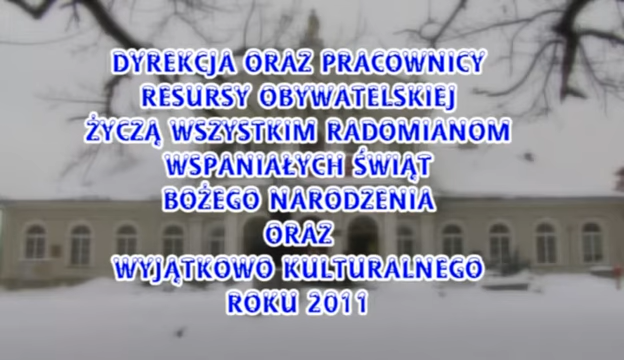 DYREKCJA ORAZ PRACOWNICY
RESURSY OBYWATELSKIEJ
ŻYCZĄ WSZYSTKIM RADOMIANOM
WSPANIAŁYCH ŚWIĄT
BOŻEGO NARODZENIA
ORAZ
WYJĄTKOWO KULTURALNEGO
ROKU 2011